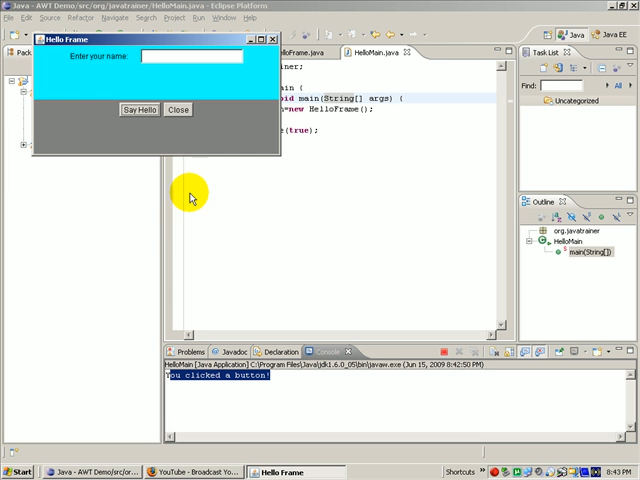 Java - AWT Demo/src/org/javatrainer/HelloMain.java - Eclipse Platform
File Edit Source Refactor Navigate Search Project Run Window Help
Java
Java EE
Hello Frame
Enter your name:
Say Hello
Close
Pack
elloFrame.java
HelloMain.java
Task List
Find:
Uncategorized
ner;
ain {
oid main(String[] args) {
=new HelloFrame();
e(true);
Outline
org.javatrainer
HelloMain
main(String[])
Problems
Javadoc
Declaration
Console
HelloMain [Java Application] C:\Program Files\Java\jdk1.6.0_05\bin\javaw.exe (Jun 15, 2009 8:42:50 PM)
You clicked a button!
Start
Java - AWT Demo/src/org...
YouTube - Broadcast Yo...
Hello Frame
Shortcuts
8:43 PM